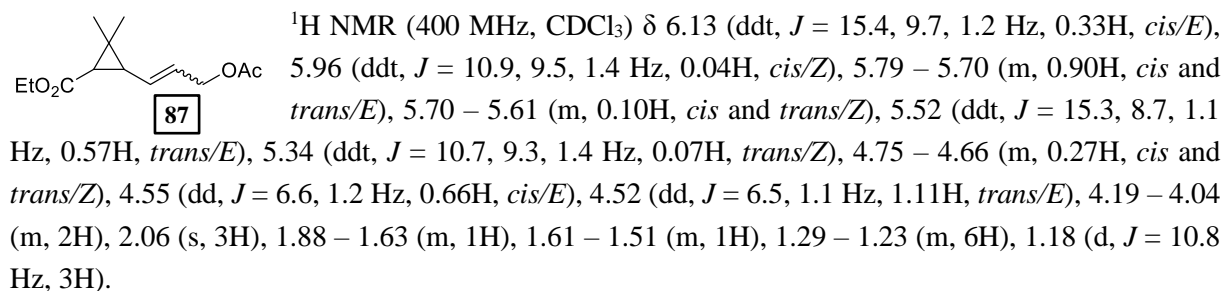 ¹H NMR (400 MHz, CDCl₃) δ 6.13 (ddt, J = 15.4, 9.7, 1.2 Hz, 0.33H, cis/E),
5.96 (ddt, J = 10.9, 9.5, 1.4 Hz, 0.04H, cis/Z), 5.79 – 5.70 (m, 0.90H, cis and
OAc
EtO₂C
87
trans/E), 5.70 – 5.61 (m, 0.10H, cis and trans/Z), 5.52 (ddt, J = 15.3, 8.7, 1.1
Hz, 0.57H, trans/E), 5.34 (ddt, J = 10.7, 9.3, 1.4 Hz, 0.07H, trans/Z), 4.75 – 4.66 (m, 0.27H, cis and
trans/Z), 4.55 (dd, J = 6.6, 1.2 Hz, 0.66H, cis/E), 4.52 (dd, J = 6.5, 1.1 Hz, 1.11H, trans/E), 4.19 – 4.04
(m, 2H), 2.06 (s, 3H), 1.88 – 1.63 (m, 1H), 1.61 – 1.51 (m, 1H), 1.29 – 1.23 (m, 6H), 1.18 (d, J = 10.8
Hz, 3H).